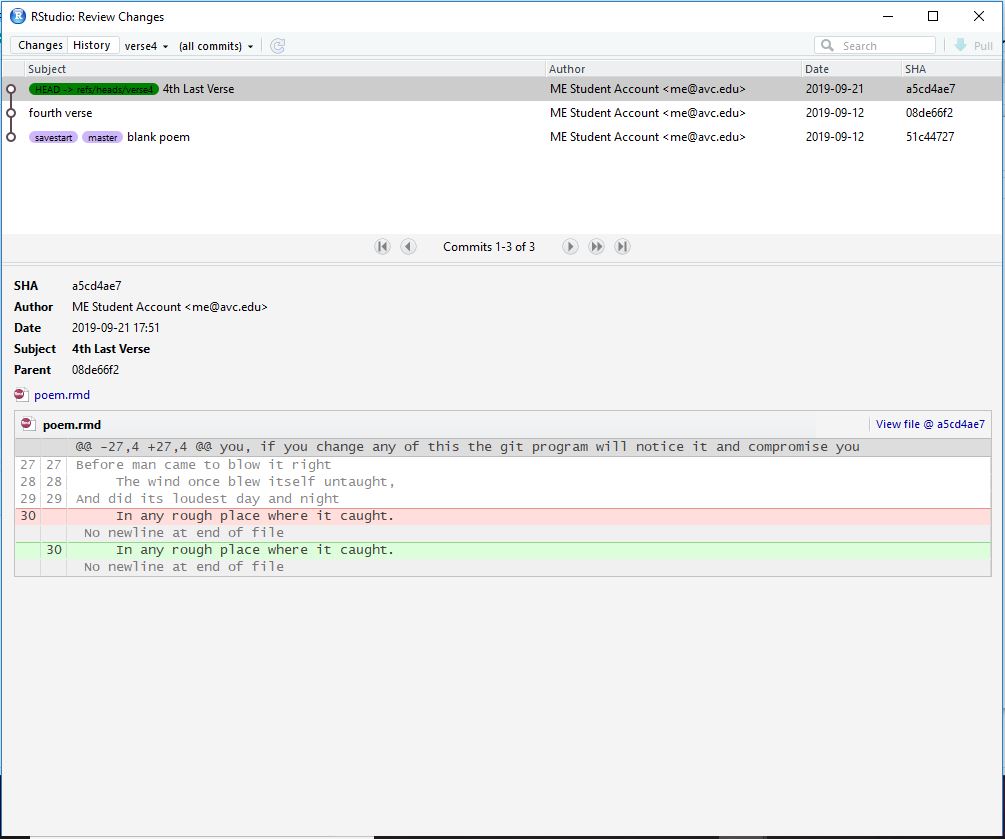 RStudio: Review Changes
Changes History verse4 (all commits) Search Pull
Subject Author Date SHA
HEAD -> refs/heads/verse4 4th Last Verse ME Student Account <me@avc.edu> 2019-09-21 a5cd4ae7
fourth verse ME Student Account <me@avc.edu> 2019-09-12 08de66f2
savestart master blank poem ME Student Account <me@avc.edu> 2019-09-12 51c44727
Commits 1-3 of 3
SHA a5cd4ae7
Author ME Student Account <me@avc.edu>
Date 2019-09-21 17:51
Subject 4th Last Verse
Parent 08de66f2
poem.rmd
poem.rmd View file @ a5cd4ae7
@@ -27,4 +27,4 @@ you, if you change any of this the git program will notice it and compromise you
27 27 Before man came to blow it right
28 28 The wind once blew itself untaught,
29 29 And did its loudest day and night
30 In any rough place where it caught.
No newline at end of file
30 In any rough place where it caught.
No newline at end of file